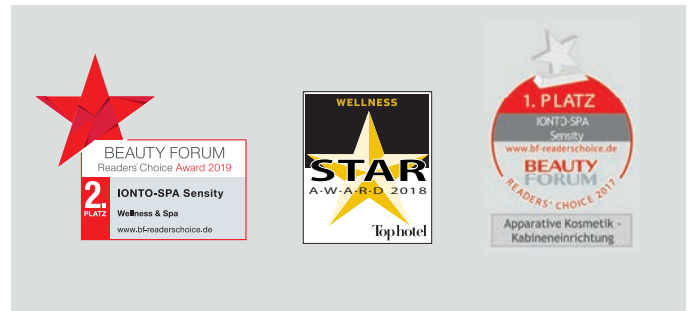 BEAUTY FORUM
Readers' Choice Award 2019
2.
PLATZ
IONTO-SPA Sensity
Wellness & Spa
www.bf-readerschoice.de
WELLNESS
STAR
A·W·A·R·D 2018
Tophotel
1. PLATZ
IONTO-SPA
Sensity
www.bf-readerschoice.de
BEAUTY
FORUM
READERS' CHOICE 2017
Apparative Kosmetik -
Kabineneinrichtung